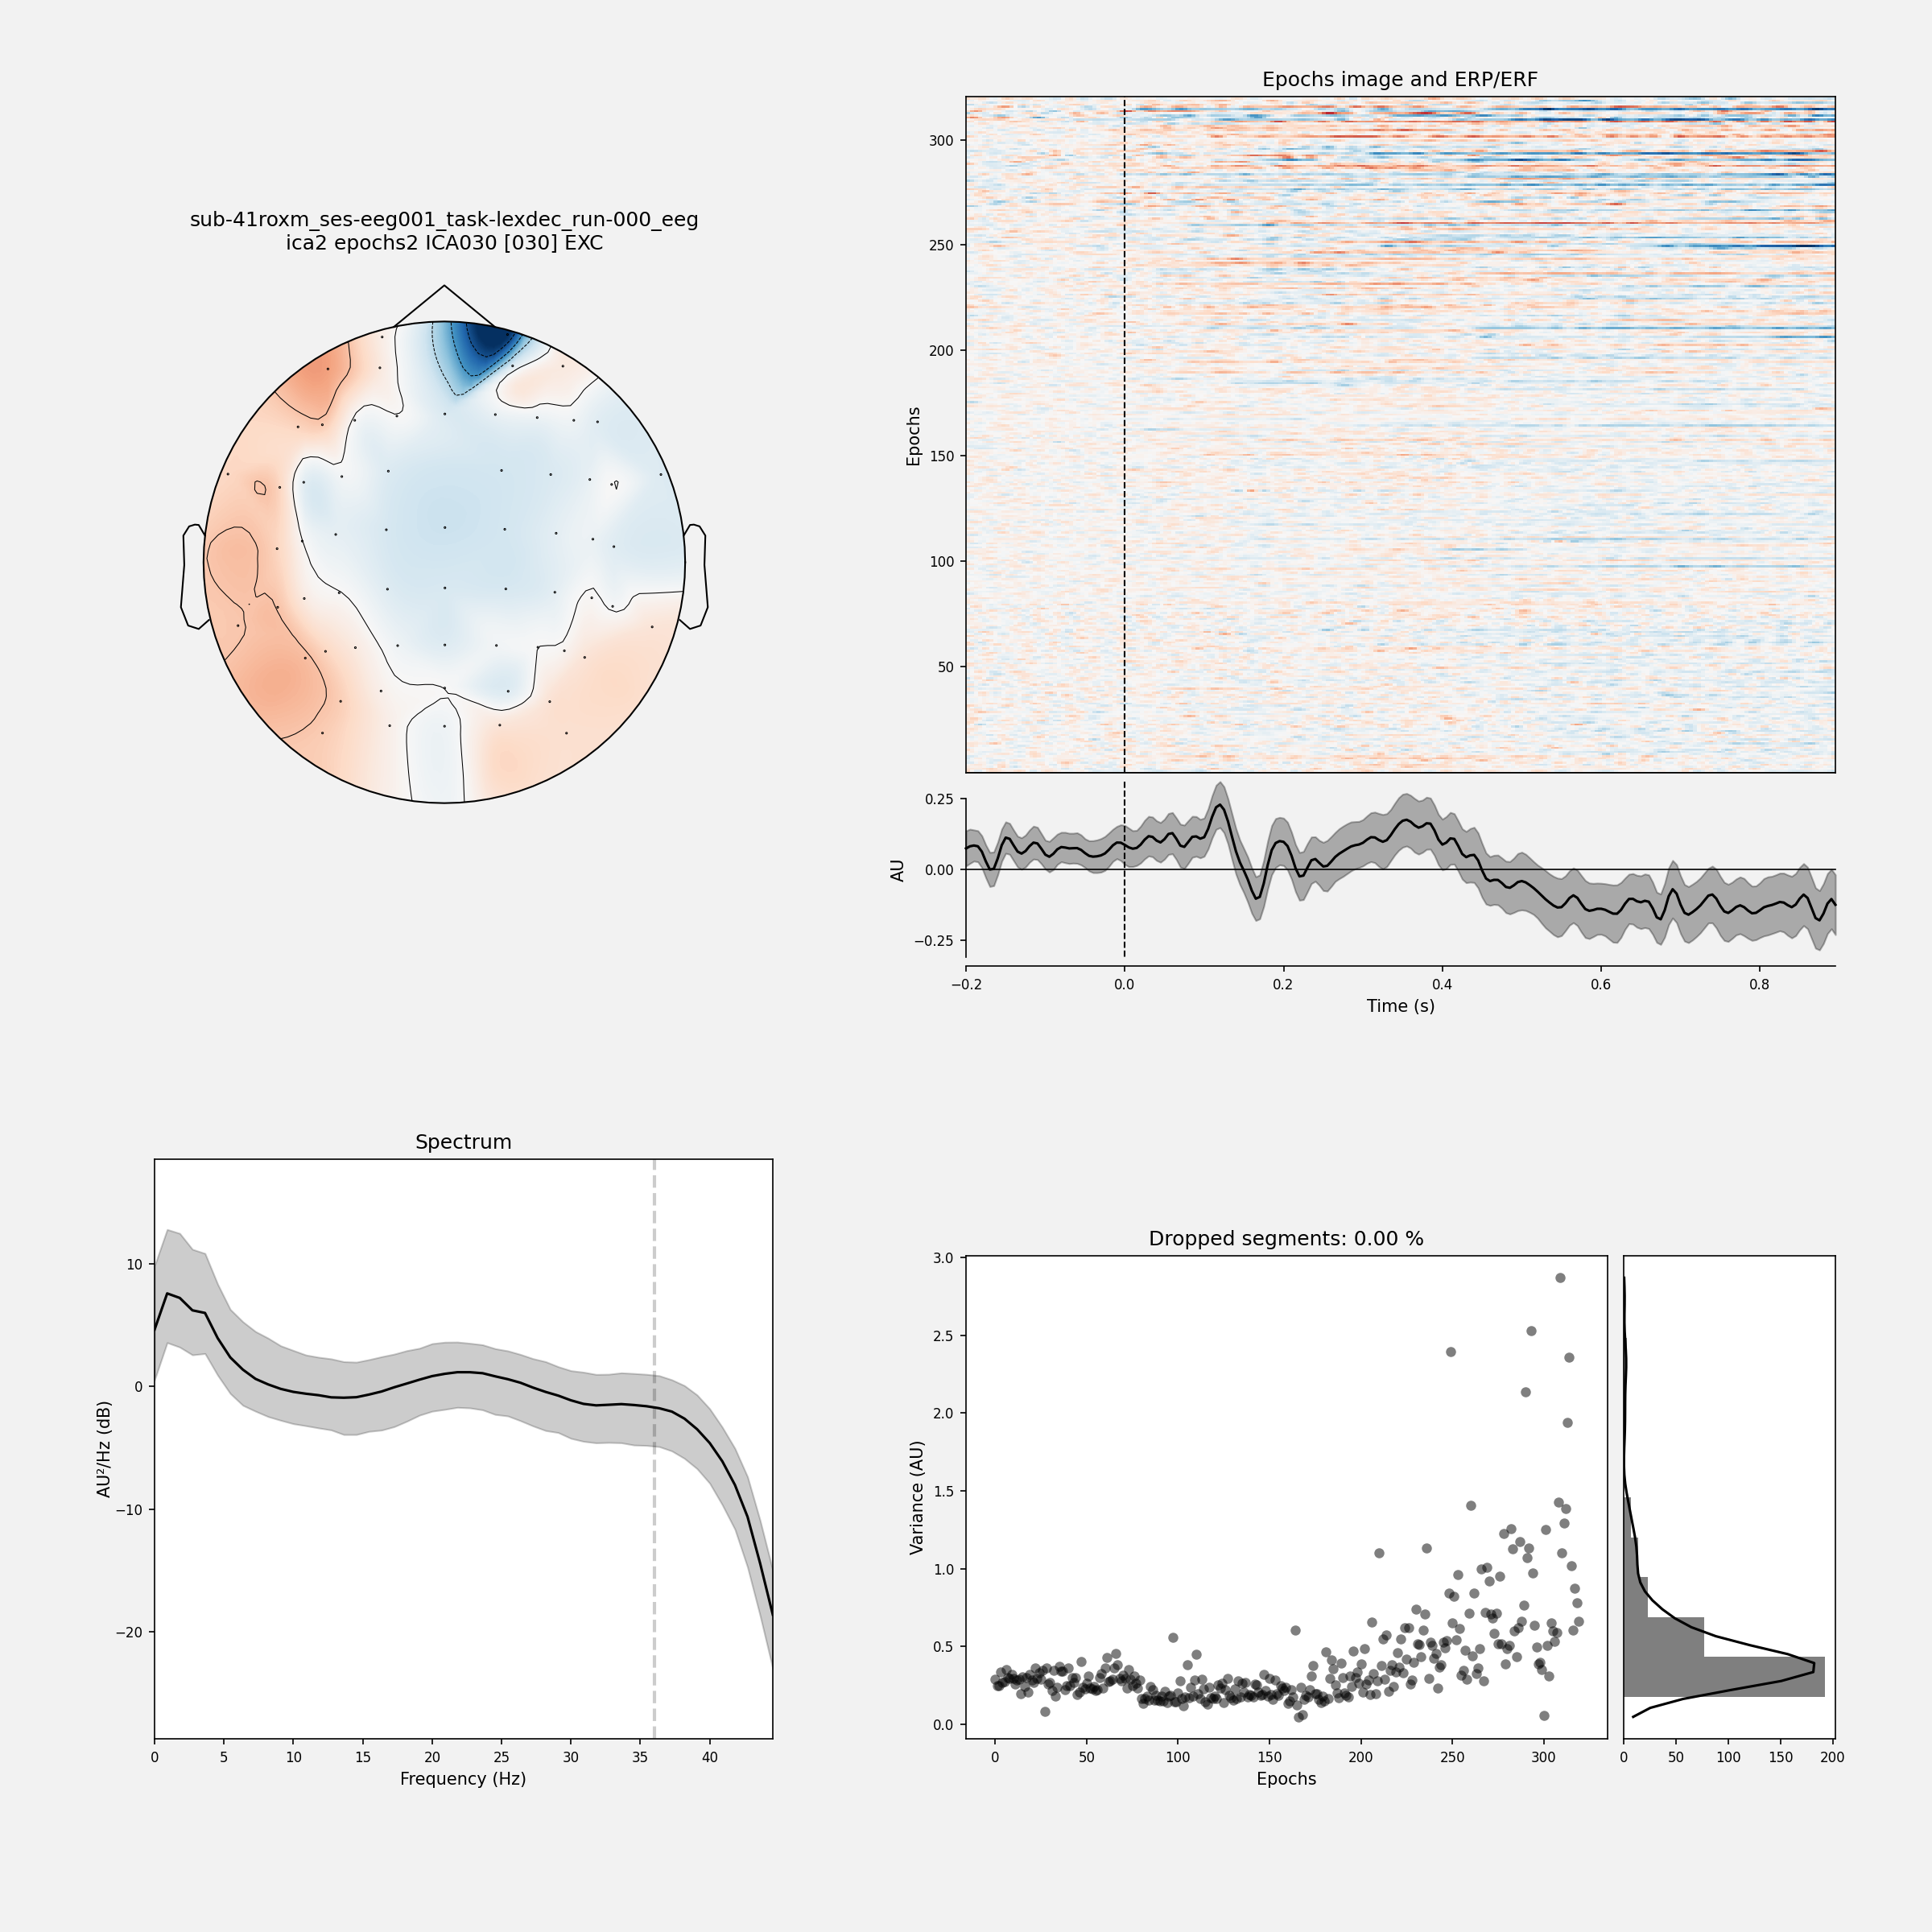 sub-41roxm_ses-eeg001_task-lexdec_run-000_eeg
ica2 epochs2 ICA030 [030] EXC
Epochs image and ERP/ERF
Epochs
300
250
200
150
100
50
AU
0.25
0.00
−0.25
−0.2 0.0 0.2 0.4 0.6 0.8
Time (s)
Spectrum
AU²/Hz (dB)
10
0
−10
−20
0 5 10 15 20 25 30 35 40
Frequency (Hz)
Dropped segments: 0.00 %
Variance (AU)
3.0
2.5
2.0
1.5
1.0
0.5
0.0
0 50 100 150 200 250 300
Epochs
0 50 100 150 200